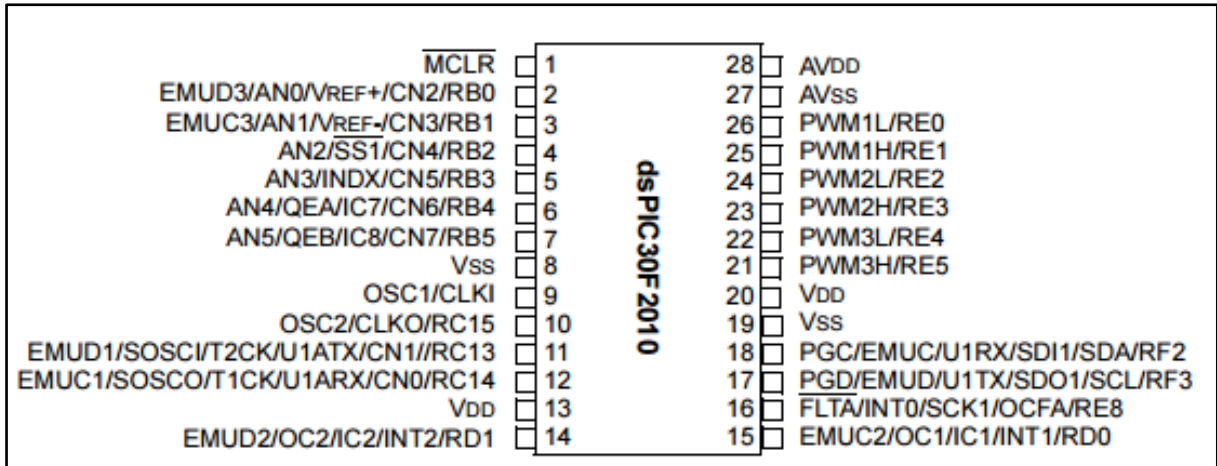 MCLR 1 28 AVDD
EMUD3/AN0/VREF+/CN2/RB0 2 27 AVSS
EMUC3/AN1/VREF-/CN3/RB1 3 26 PWM1L/RE0
AN2/SS1/CN4/RB2 4 25 PWM1H/RE1
AN3/INDX/CN5/RB3 5 24 PWM2L/RE2
AN4/QEA/IC7/CN6/RB4 6 23 PWM2H/RE3
AN5/QEB/IC8/CN7/RB5 7 22 PWM3L/RE4
VSS 8 21 PWM3H/RE5
OSC1/CLKI 9 20 VDD
OSC2/CLKO/RC15 10 19 VSS
EMUD1/SOSCI/T2CK/U1ATX/CN1//RC13 11 18 PGC/EMUC/U1RX/SDI1/SDA/RF2
EMUC1/SOSCO/T1CK/U1ARX/CN0/RC14 12 17 PGD/EMUD/U1TX/SDO1/SCL/RF3
VDD 13 16 FLTA/INT0/SCK1/OCFA/RE8
EMUD2/OC2/IC2/INT2/RD1 14 15 EMUC2/OC1/IC1/INT1/RD0
dsPIC30F2010